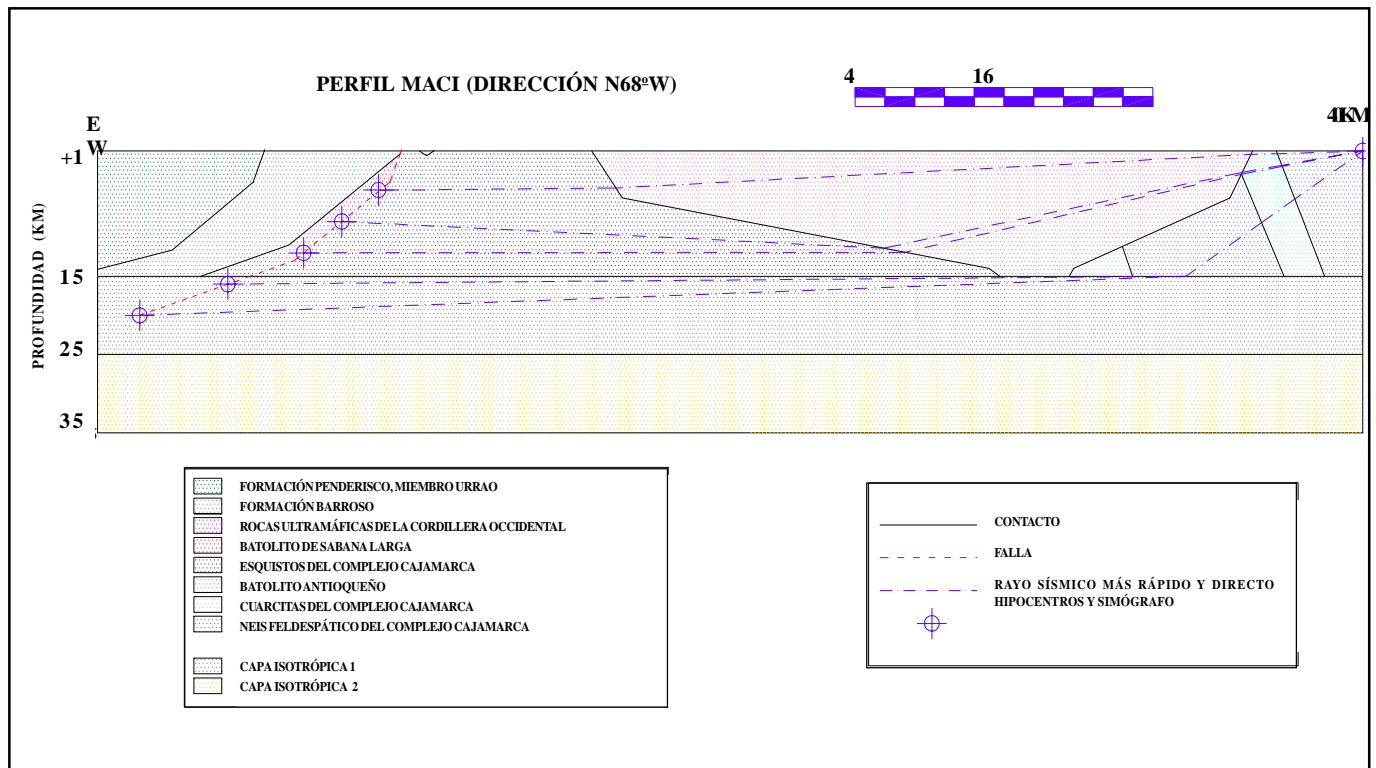 PERFIL MACI (DIRECCIÓN N68ºW)
4 16
E
W
+1
15
25
35
PROFUNDIDAD (KM)
FORMACIÓN PENDERISCO, MIEMBRO URRAO
FORMACIÓN BARROSO
ROCAS ULTRAMÁFICAS DE LA CORDILLERA OCCIDENTAL
BATOLITO DE SABANA LARGA
ESQUISTOS DEL COMPLEJO CAJAMARCA
BATOLITO ANTIOQUEÑO
CUARCITAS DEL COMPLEJO CAJAMARCA
NEIS FELDESPÁTICO DEL COMPLEJO CAJAMARCA
CAPA ISOTRÓPICA 1
CAPA ISOTRÓPICA 2
CONTACTO
FALLA
RAYO SÍSMICO MÁS RÁPIDO Y DIRECTO
HIPOCENTROS Y SIMÓGRAFO